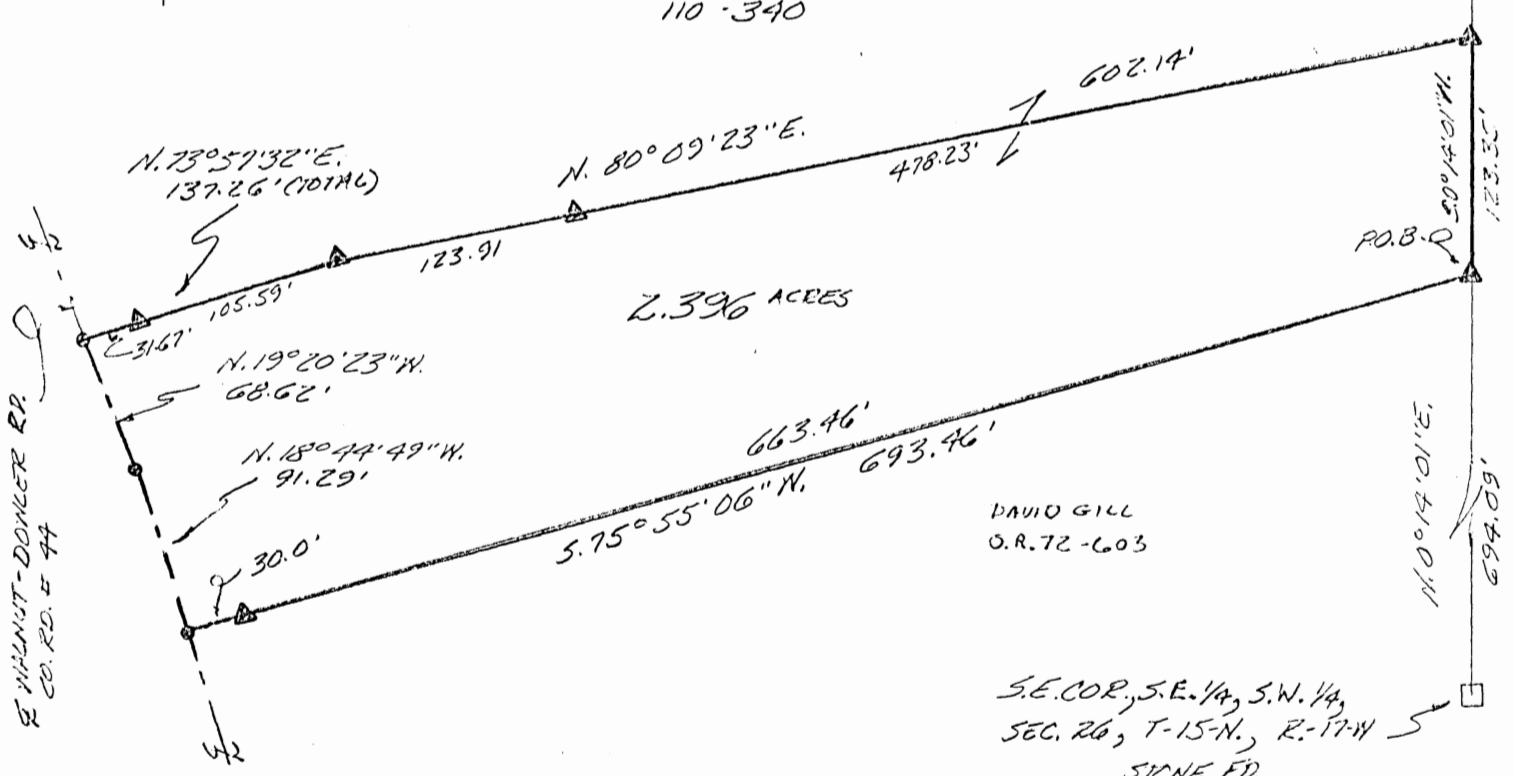 110-340
602.14'
N. 73°57'32"E.
137.26' (TOTAL)
N. 80°09'23"E.
478.23'
123.35'
P.O.B.
123.91
105.59'
2.396 ACRES
31.67'
N. 19°20'23"W.
68.62'
℄ WALNUT-DOWLER RD.
CO. RD. # 44
N. 18°44'49"W.
91.29'
663.46'
693.46'
S. 75°55'06"W.
30.0'
DAVID GILL
O.R. 72-603
N.0°14'01"E.
694.09'
S.E. COR., S.E. 1/4, S.W. 1/4,
SEC. 26, T-15-N., R-17-W
STONE FD.